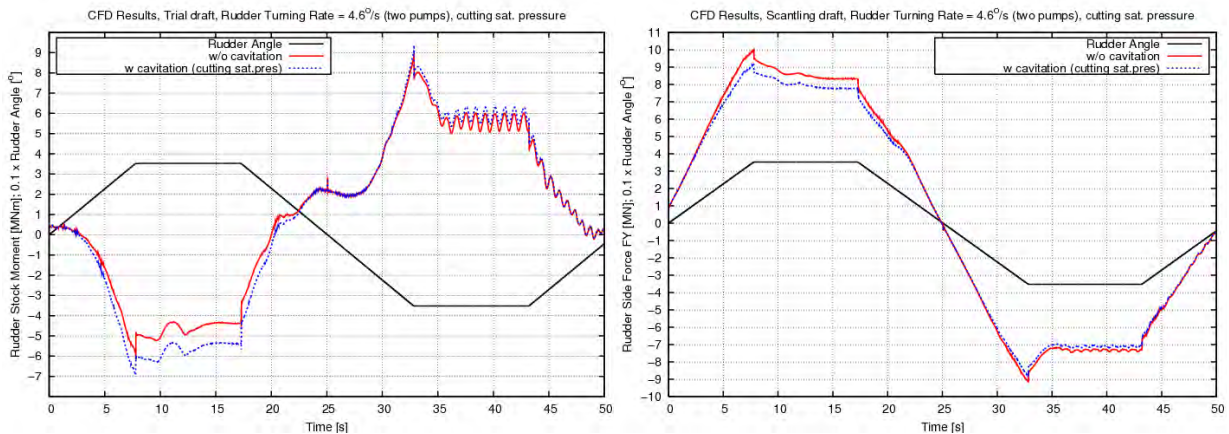 CFD Results, Trial draft, Rudder Turning Rate = 4.6°/s (two pumps), cutting sat. pressure
Rudder Angle
w/o cavitation
w cavitation (cutting sat.pres)
Rudder Stock Moment [MNm]; 0.1 x Rudder Angle [°]
9
8
7
6
5
4
3
2
1
0
-1
-2
-3
-4
-5
-6
-7
0 5 10 15 20 25 30 35 40 45 50
Time [s]
CFD Results, Scantling draft, Rudder Turning Rate = 4.6°/s (two pumps), cutting sat. pressure
Rudder Angle
w/o cavitation
w cavitation (cutting sat.pres)
Rudder Side Force FY [MN]; 0.1 x Rudder Angle [°]
11
10
9
8
7
6
5
4
3
2
1
0
-1
-2
-3
-4
-5
-6
-7
-8
-9
-10
0 5 10 15 20 25 30 35 40 45 50
Time [s]